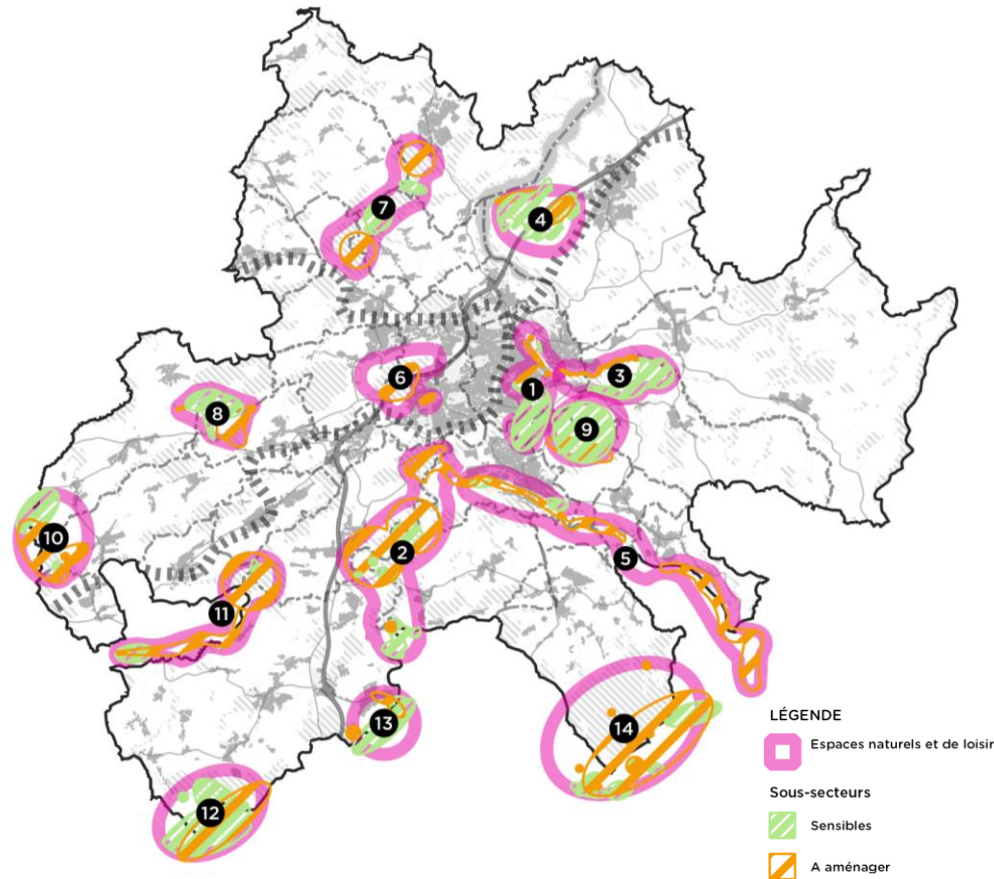 7
4
6
1
3
8
9
10
2
5
11
13
14
12
LÉGENDE
Espaces naturels et de loisir
Sous-secteurs
Sensibles
A aménager